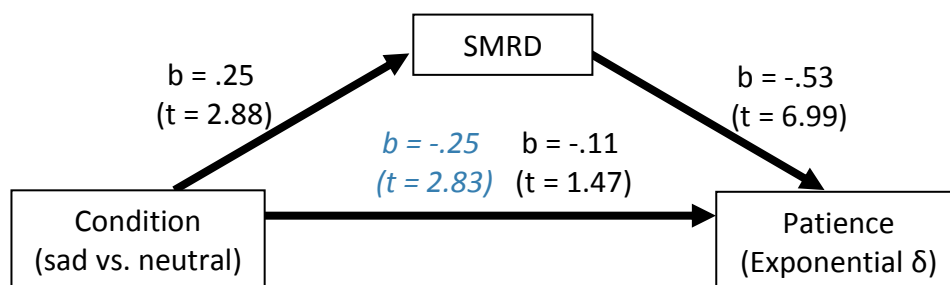 SMRD
b = .25
(t = 2.88)
b = -.53
(t = 6.99)
b = -.25 b = -.11
(t = 2.83) (t = 1.47)
Condition
(sad vs. neutral)
Patience
(Exponential δ)